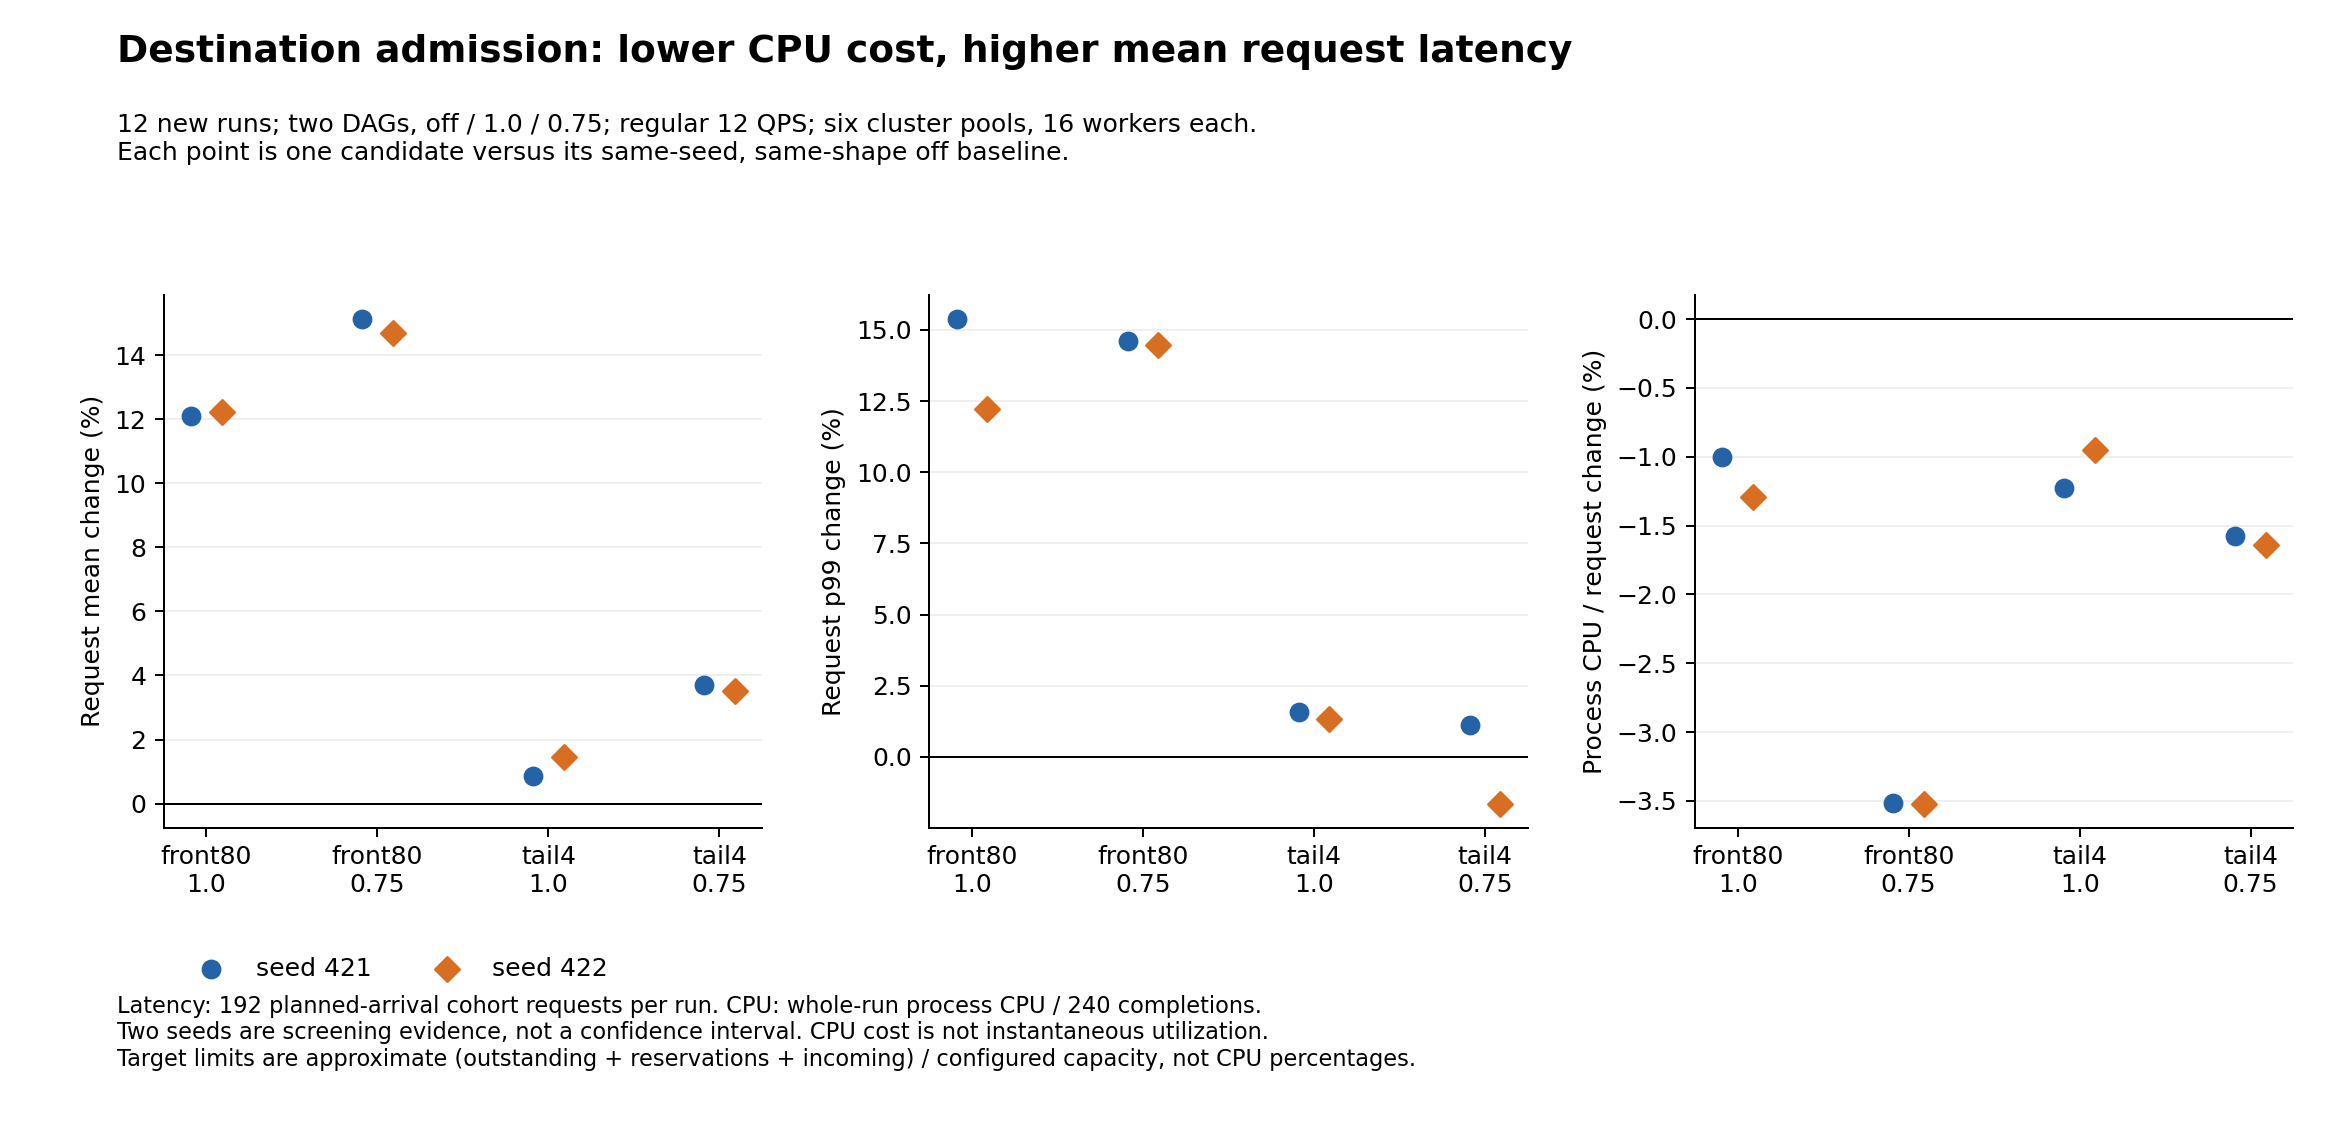 Destination admission: lower CPU cost, higher mean request latency
12 new runs; two DAGs, off / 1.0 / 0.75; regular 12 QPS; six cluster pools, 16 workers each.
Each point is one candidate versus its same-seed, same-shape off baseline.
Request mean change (%)
14
12
10
8
6
4
2
0
front80
1.0
front80
0.75
tail4
1.0
tail4
0.75
Request p99 change (%)
15.0
12.5
10.0
7.5
5.0
2.5
0.0
front80
1.0
front80
0.75
tail4
1.0
tail4
0.75
Process CPU / request change (%)
0.0
−0.5
−1.0
−1.5
−2.0
−2.5
−3.0
−3.5
front80
1.0
front80
0.75
tail4
1.0
tail4
0.75
seed 421
seed 422
Latency: 192 planned-arrival cohort requests per run. CPU: whole-run process CPU / 240 completions.
Two seeds are screening evidence, not a confidence interval. CPU cost is not instantaneous utilization.
Target limits are approximate (outstanding + reservations + incoming) / configured capacity, not CPU percentages.